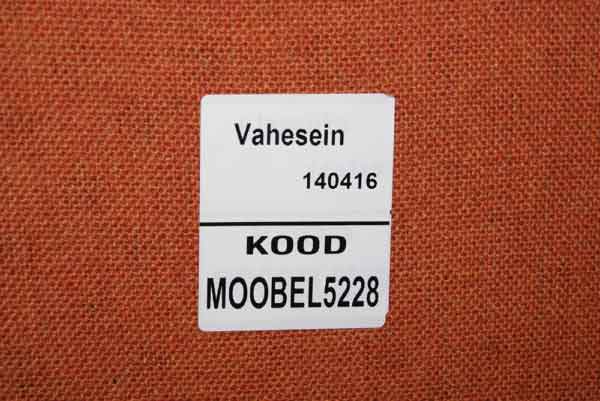 Vahesein
140416
KOOD
MOOBEL5228